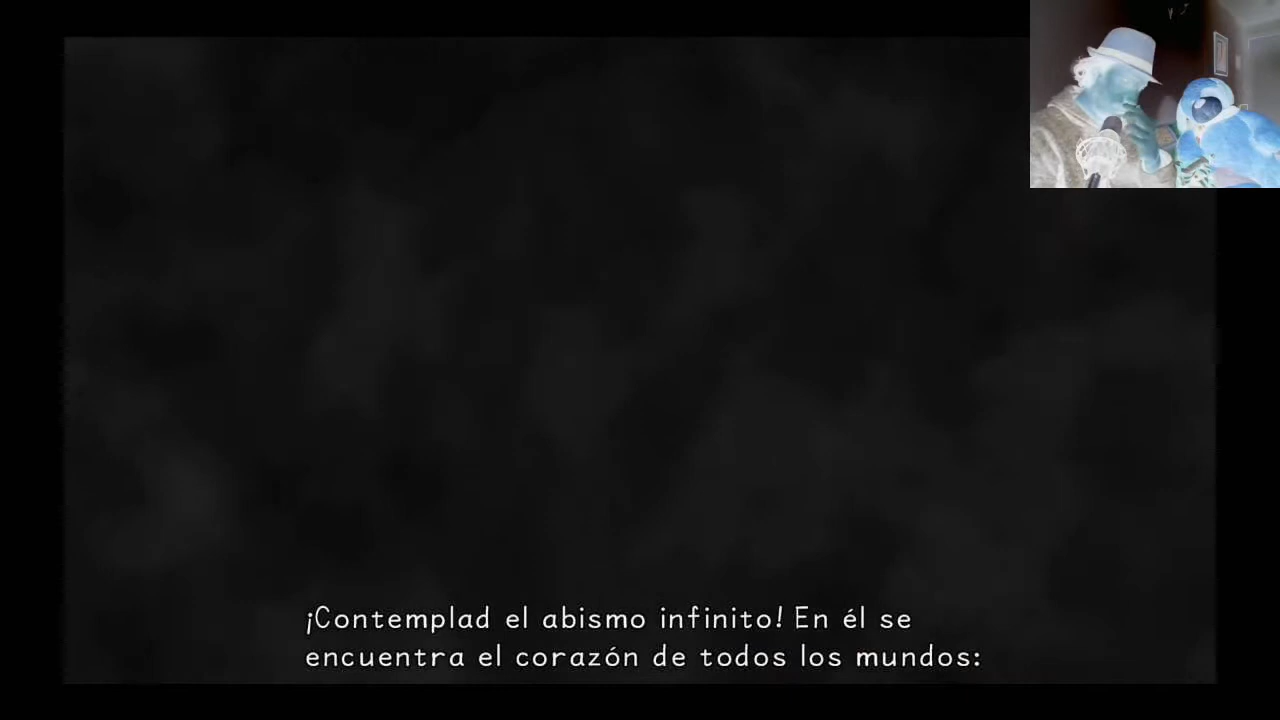 ¡Contemplad el abismo infinito! En él se
encuentra el corazón de todos los mundos: